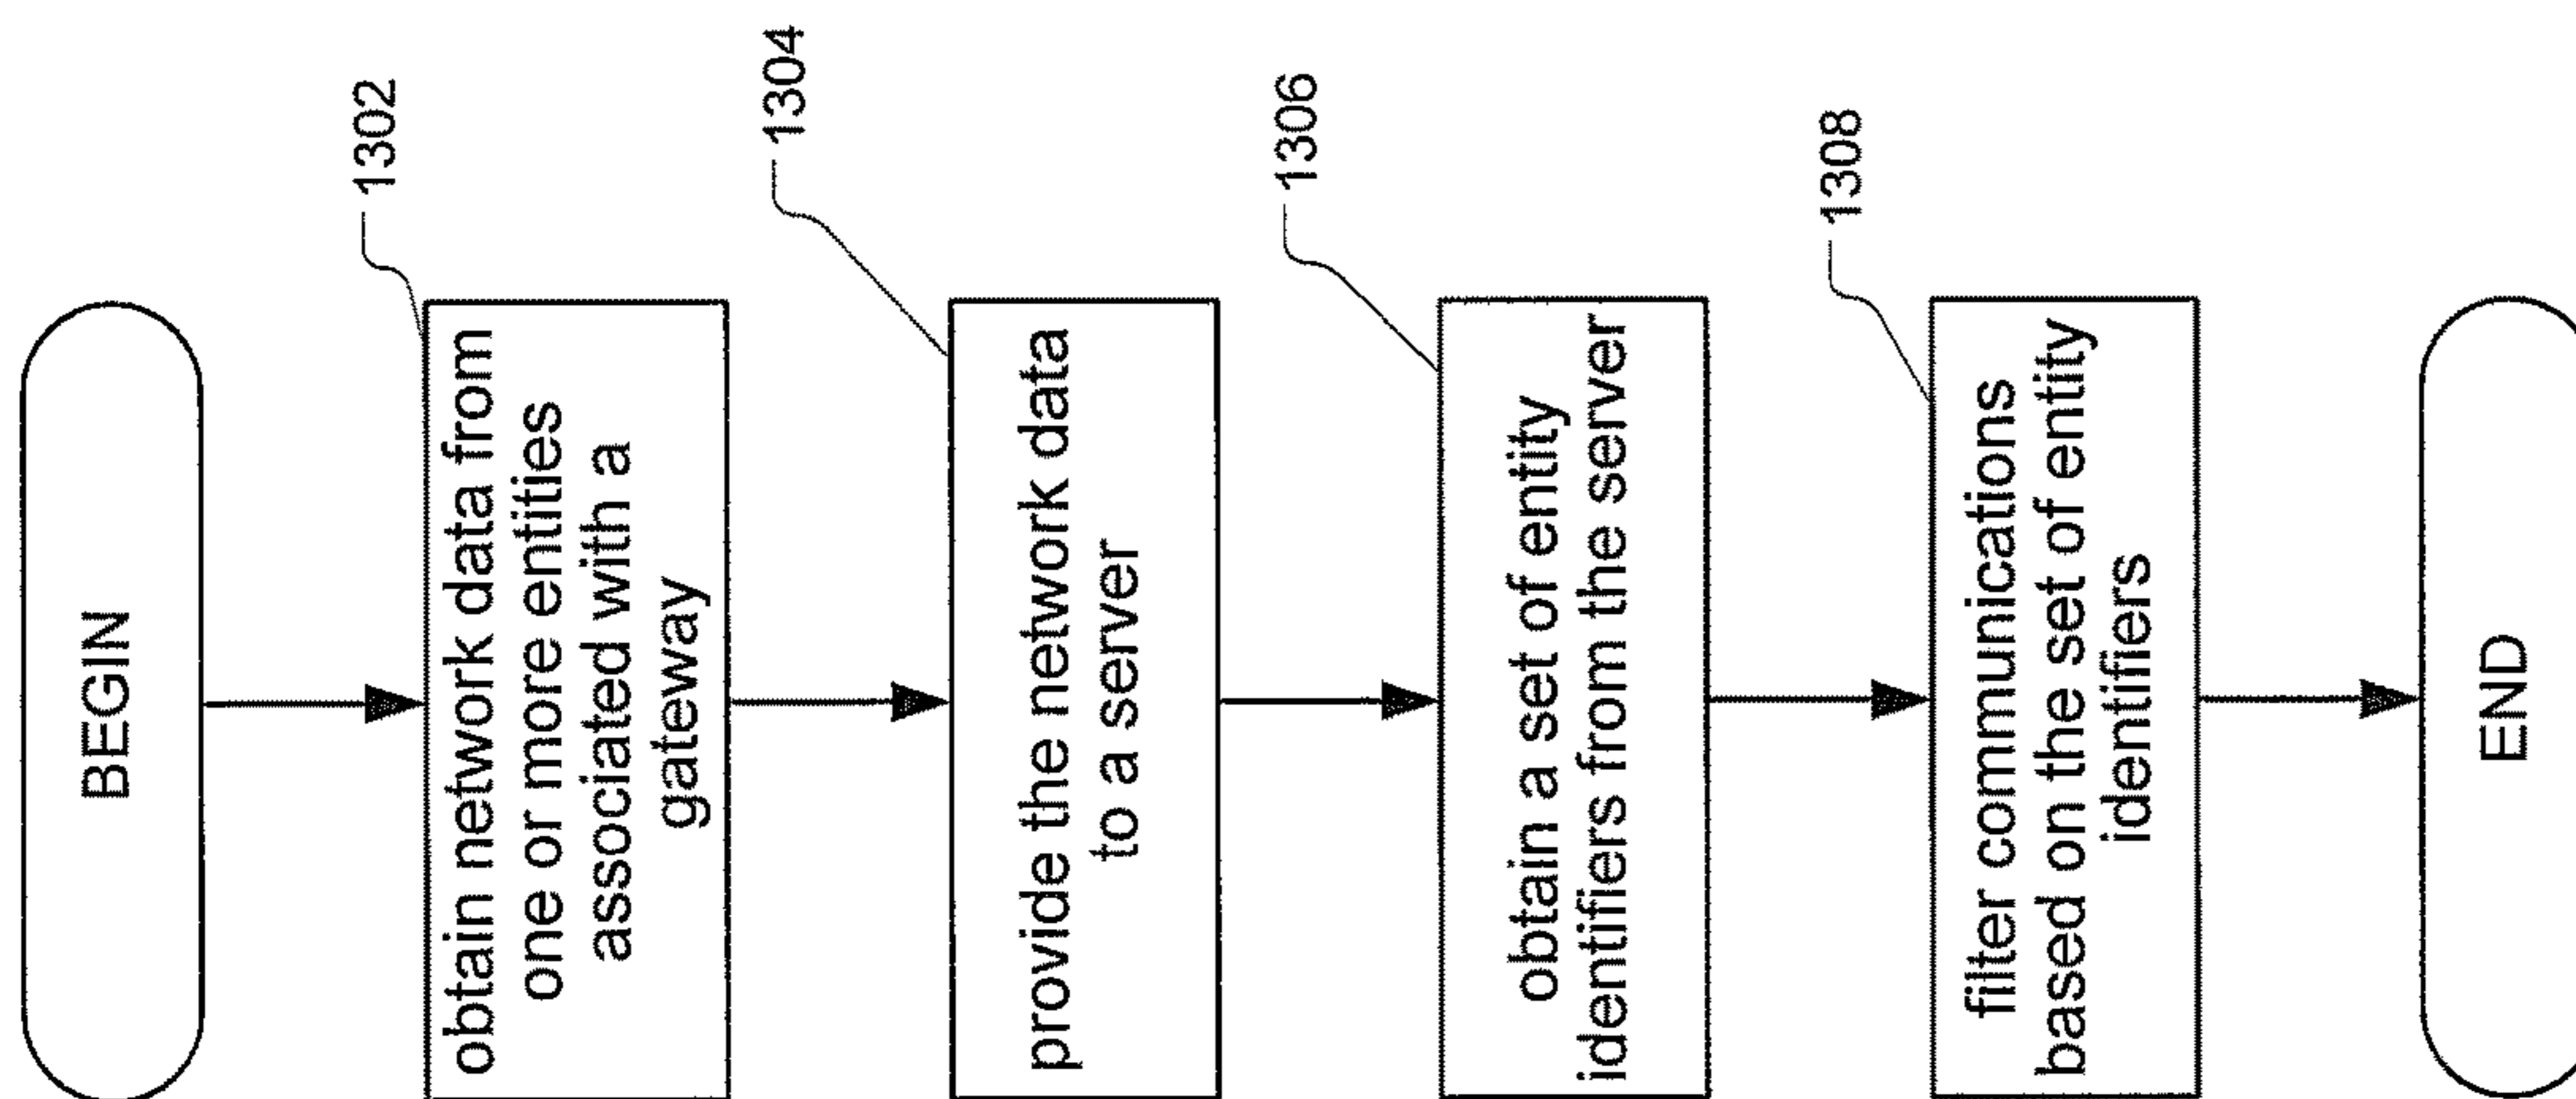 BEGIN
1302
obtain network data from
one or more entities
associated with a
gateway
1304
provide the network data
to a server
1306
obtain a set of entity
identifiers from the server
1308
filter communications
based on the set of entity
identifiers
END